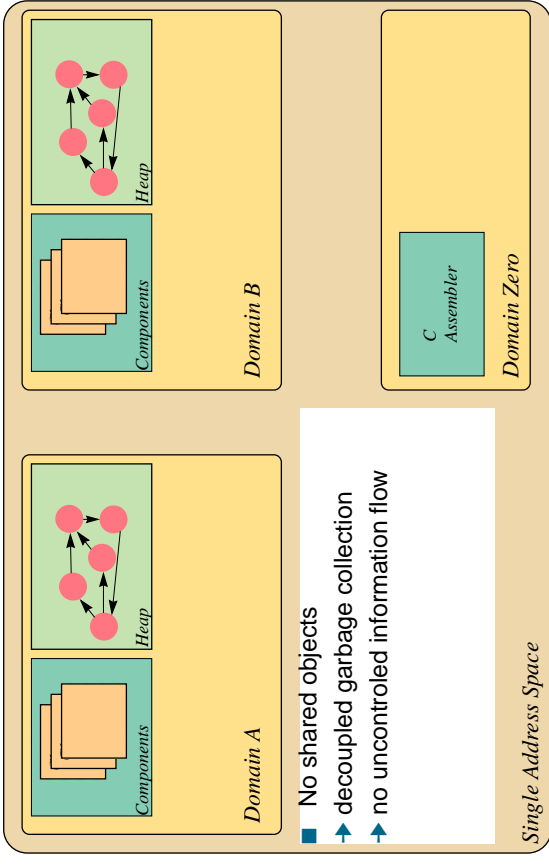 Components
Heap
Domain A
Components
Heap
Domain B
No shared objects
decoupled garbage collection
no uncontroled information flow
C
Assembler
Domain Zero
Single Address Space